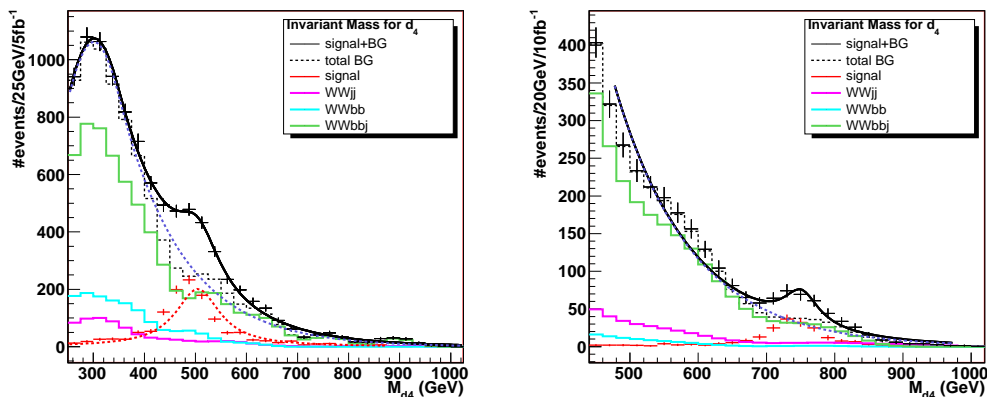 Invariant Mass for d4
signal+BG
total BG
signal
WWjj
WWbb
WWbbj
#events/25GeV/5fb-1
1000
800
600
400
200
0
300 400 500 600 700 800 900 1000
Md4 (GeV)
Invariant Mass for d4
signal+BG
total BG
signal
WWjj
WWbb
WWbbj
#events/20GeV/10fb-1
400
350
300
250
200
150
100
50
0
500 600 700 800 900 1000
Md4 (GeV)